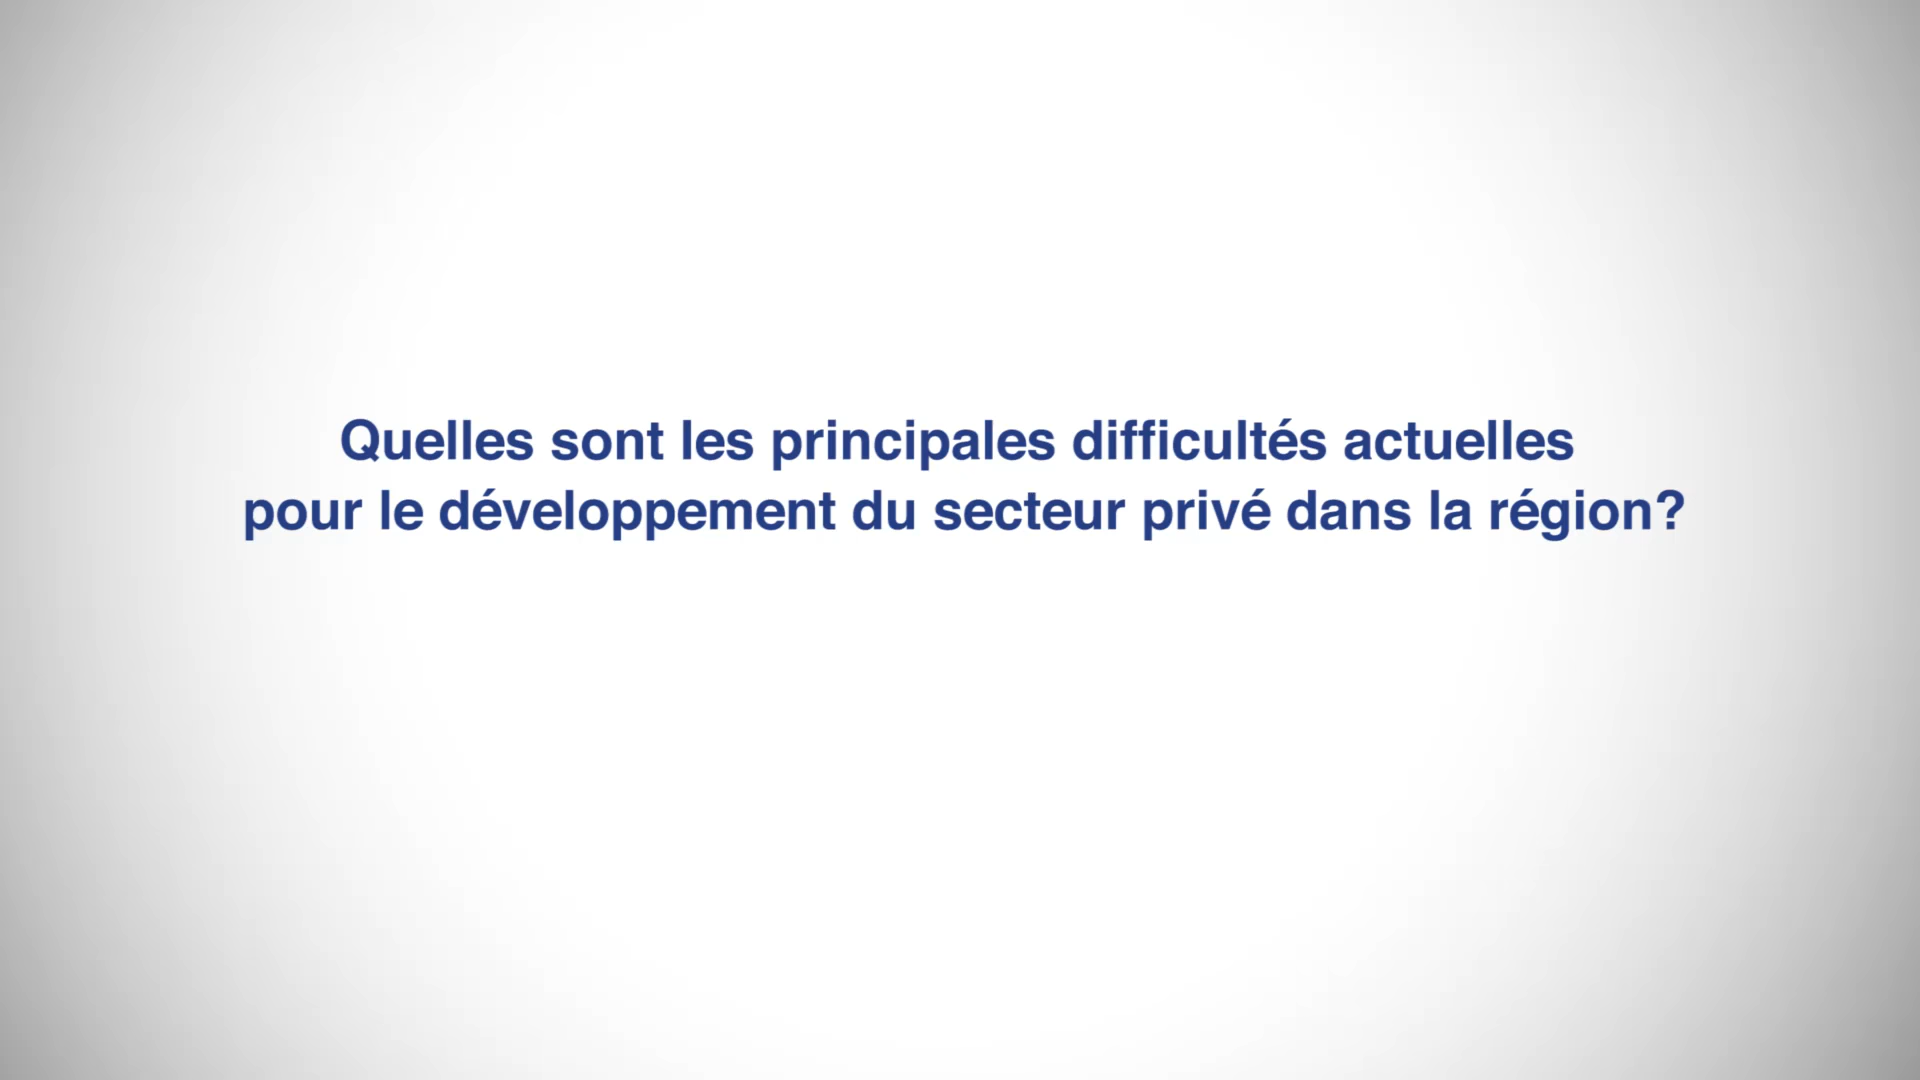 Quelles sont les principales difficultés actuelles
pour le développement du secteur privé dans la région?